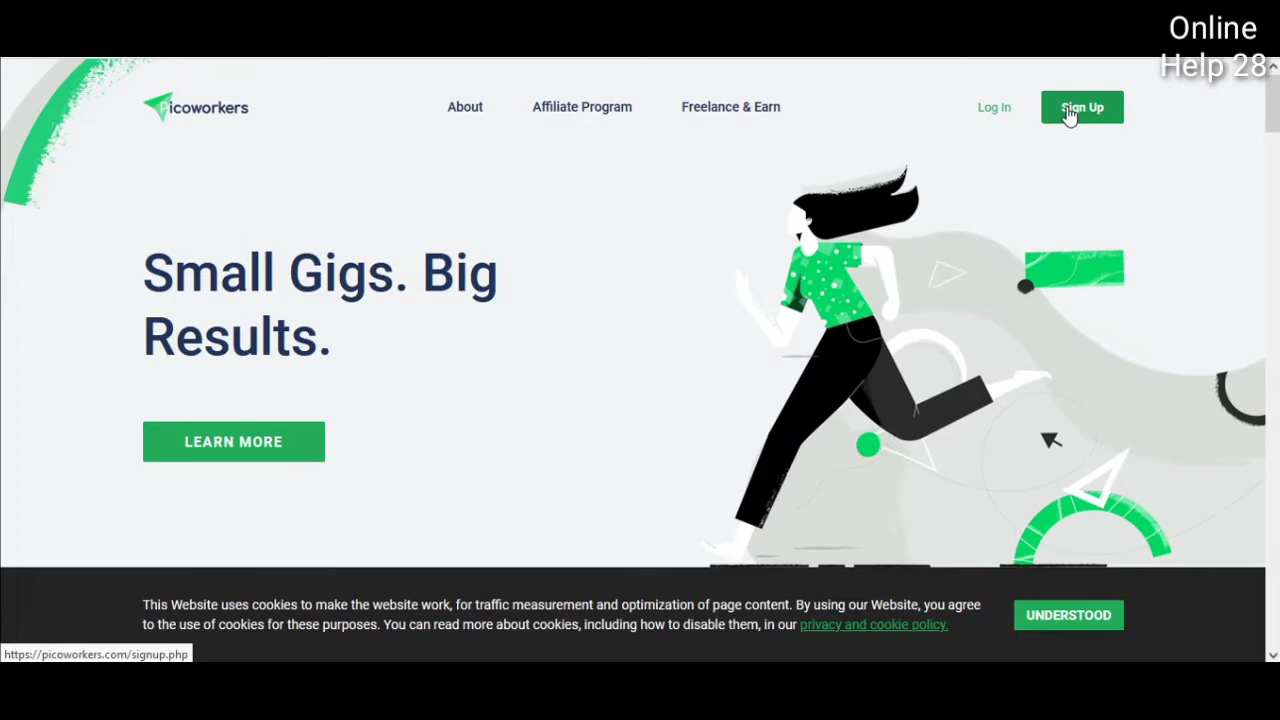 Online
Help 28
Picoworkers
About
Affiliate Program
Freelance & Earn
Log In
Sign Up
Small Gigs. Big
Results.
LEARN MORE
This Website uses cookies to make the website work, for traffic measurement and optimization of page content. By using our Website, you agree
to the use of cookies for these purposes. You can read more about cookies, including how to disable them, in our privacy and cookie policy.
UNDERSTOOD
https://picoworkers.com/signup.php